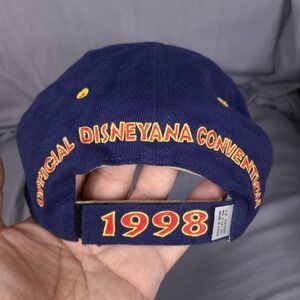 OFFICIAL DISNEYANA CONVENTION
1998